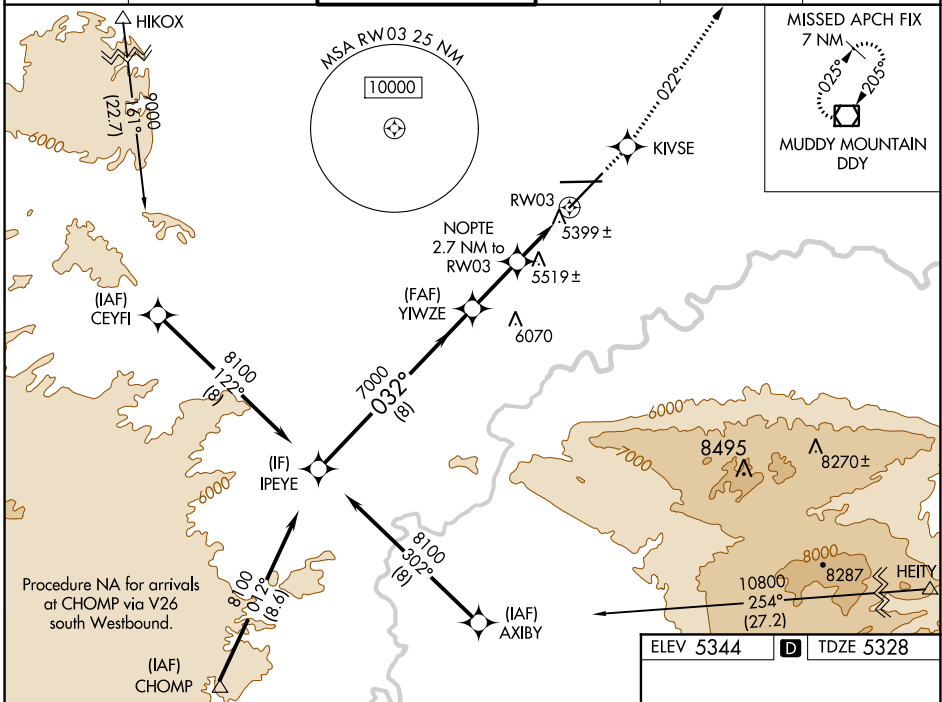 HIKOX
9000
161°
(22.7)
6000
MSA RW03 25 NM
10000
022°
MISSED APCH FIX
7 NM
025°
205°
MUDDY MOUNTAIN
DDY
KIVSE
RW03
5399 ±
NOPTE
2.7 NM to
RW03
5519 ±
(FAF)
YIWZE
6070
(IAF)
CEYFI
8100
122°
(8)
7000
032°
(8)
(IF)
IPEYE
6000
6000
7000
8495
8270 ±
8000
8287
HEITY
10800
254°
(27.2)
8100
302°
(8)
(IAF)
AXIBY
Procedure NA for arrivals
at CHOMP via V26
south Westbound.
8100
012°
(8.6)
(IAF)
CHOMP
ELEV 5344 D TDZE 5328